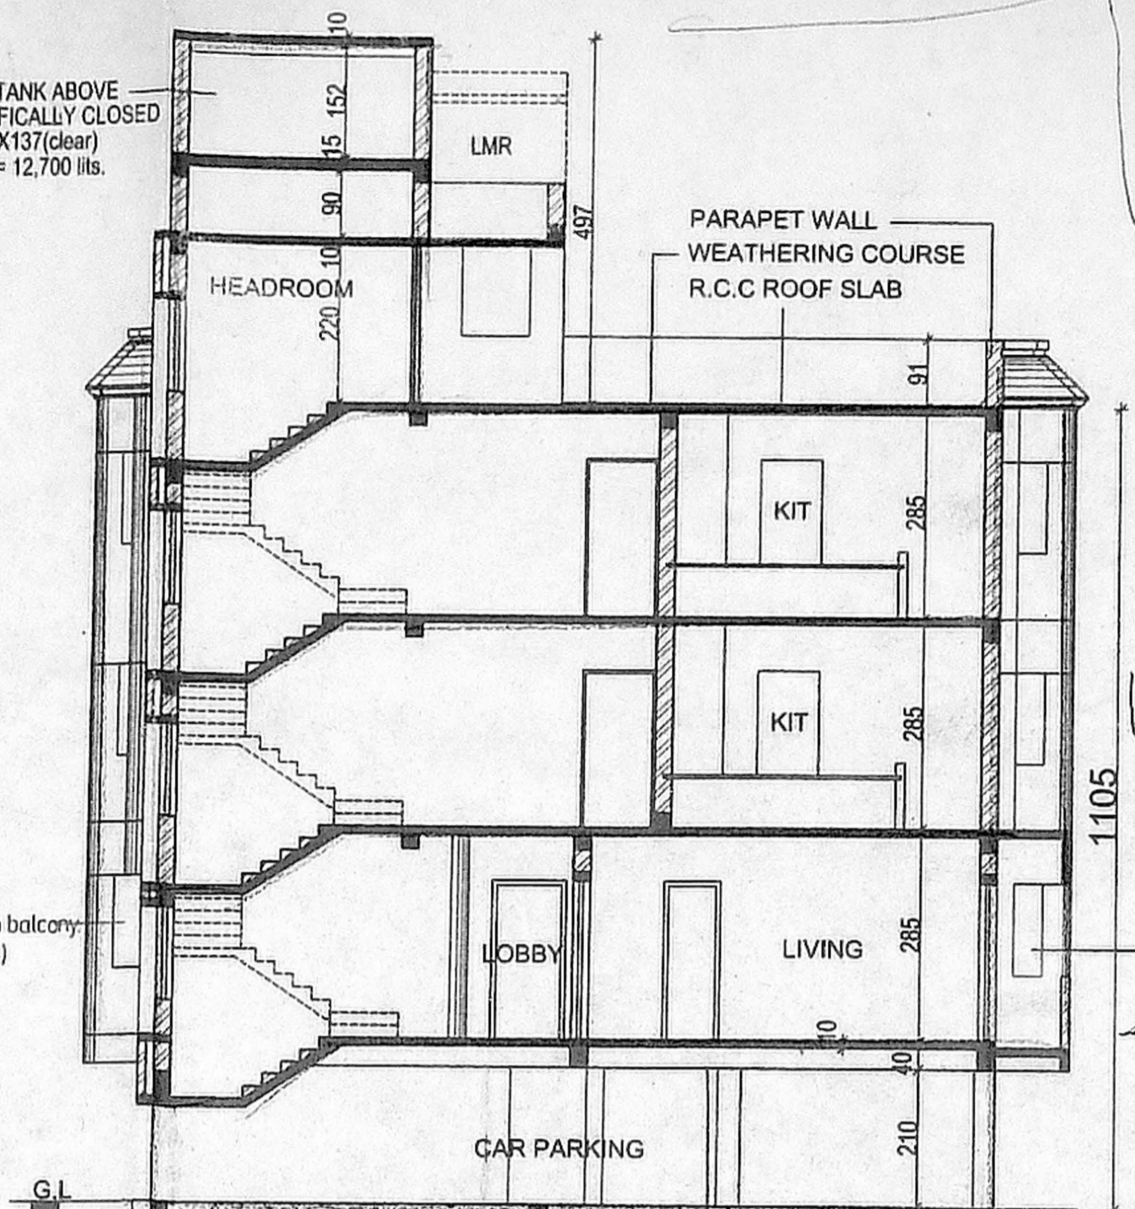 10
TANK ABOVE
FICALLY CLOSED
X137(clear)
= 12,700 lits.
152
15
LMR
90
497
10
HEADROOM
220
PARAPET WALL
WEATHERING COURSE
R.C.C ROOF SLAB
91
KIT
285
KIT
285
1105
balcony
)
LOBBY
LIVING
285
10
40
CAR PARKING
210
G.L